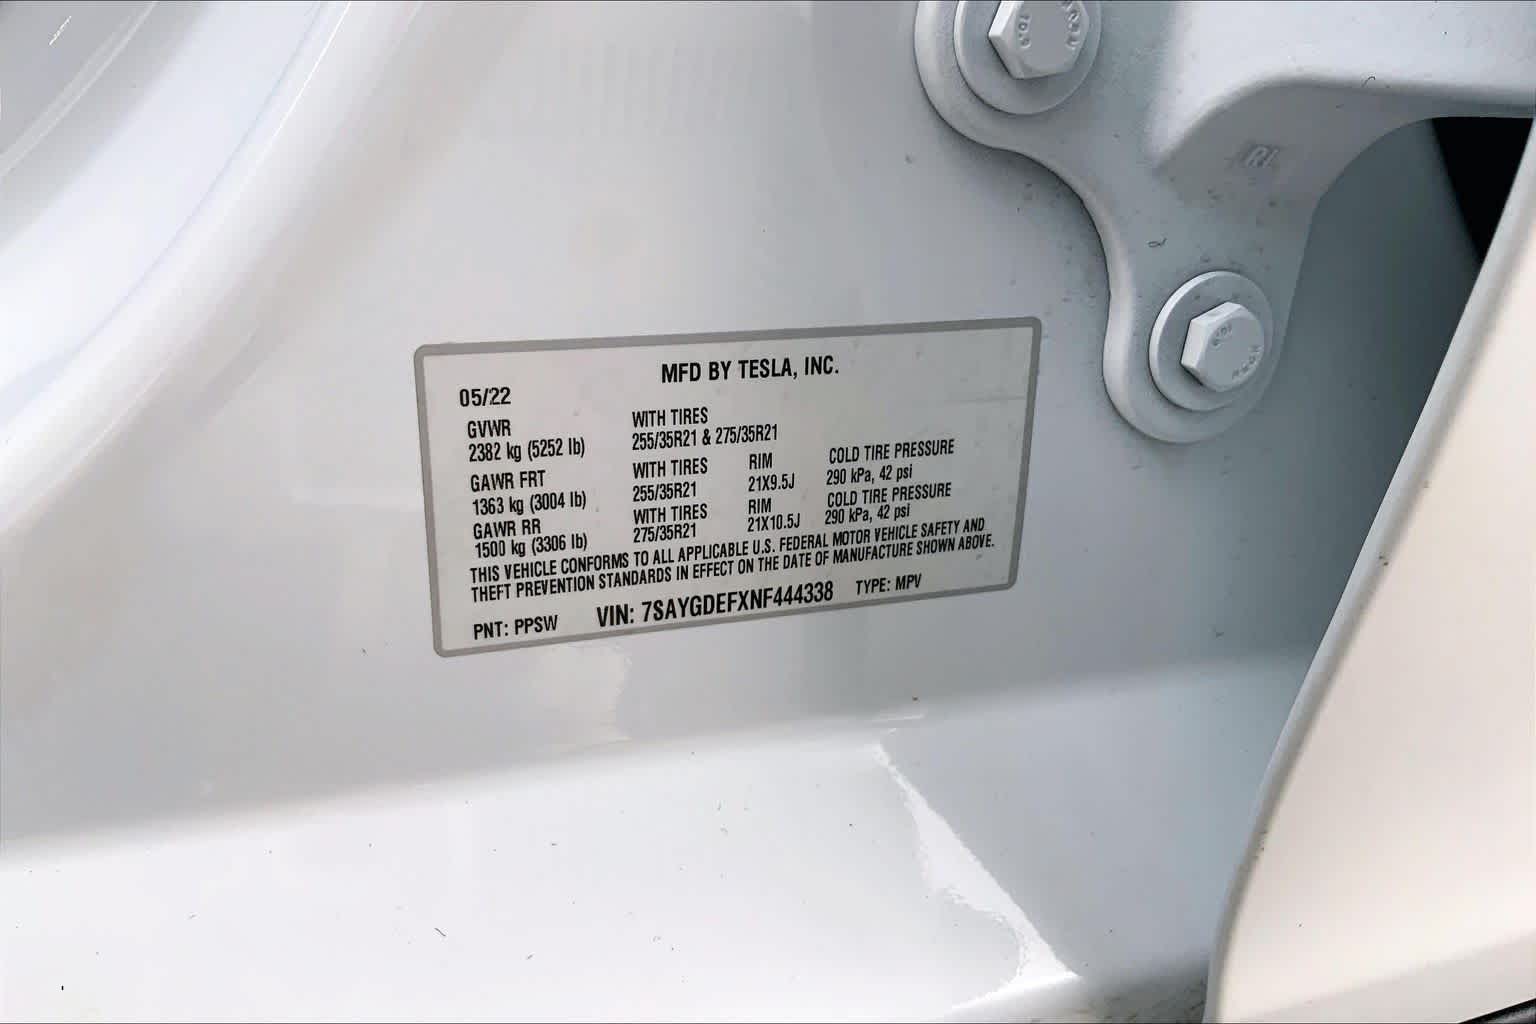 MFD BY TESLA, INC.
05/22
GVWR
2382 kg (5252 lb)
WITH TIRES
255/35R21 & 275/35R21
GAWR FRT
1363 kg (3004 lb)
WITH TIRES
255/35R21
RIM
21X9.5J
COLD TIRE PRESSURE
290 kPa, 42 psi
GAWR RR
1500 kg (3306 lb)
WITH TIRES
275/35R21
RIM
21X10.5J
COLD TIRE PRESSURE
290 kPa, 42 psi
THIS VEHICLE CONFORMS TO ALL APPLICABLE U.S. FEDERAL MOTOR VEHICLE SAFETY AND
THEFT PREVENTION STANDARDS IN EFFECT ON THE DATE OF MANUFACTURE SHOWN ABOVE.
PNT: PPSW
VIN: 7SAYGDEFXNF444338
TYPE: MPV
10.9
RL